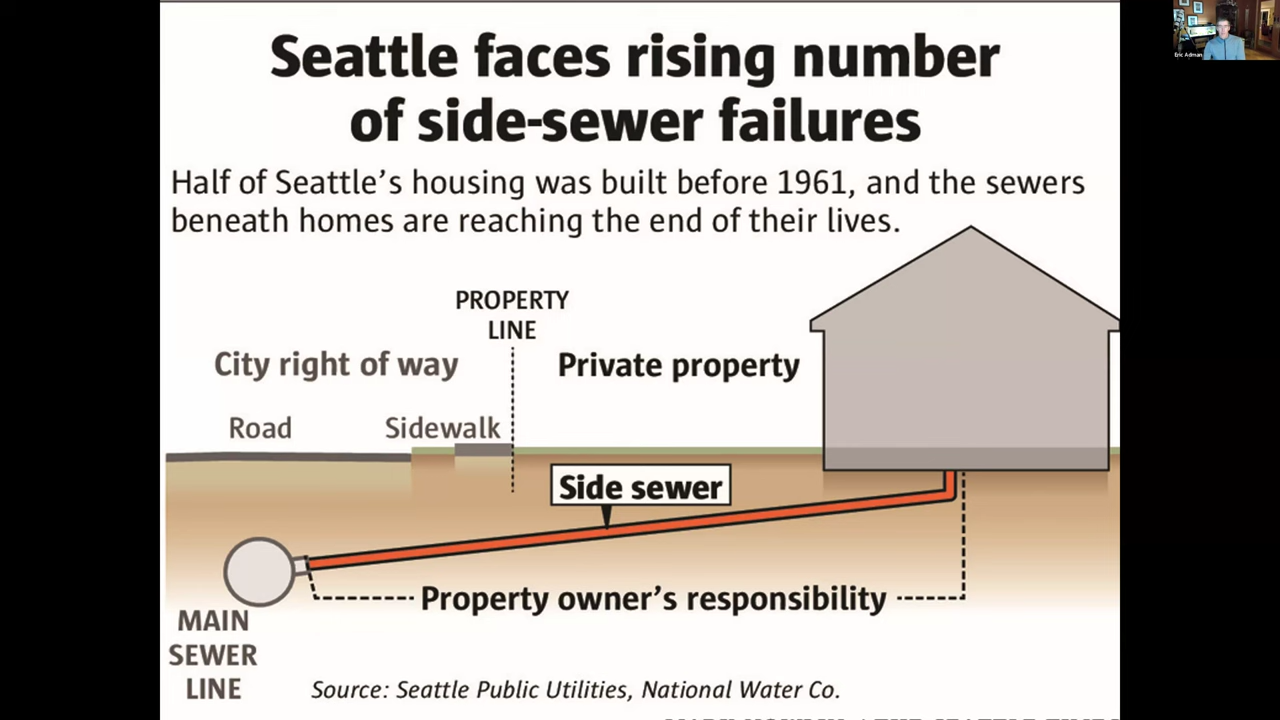 Seattle faces rising number
of side-sewer failures
Half of Seattle’s housing was built before 1961, and the sewers
beneath homes are reaching the end of their lives.
PROPERTY
LINE
City right of way
Private property
Road
Sidewalk
Side sewer
Property owner’s responsibility
MAIN
SEWER
LINE
Source: Seattle Public Utilities, National Water Co.
Eric Adman